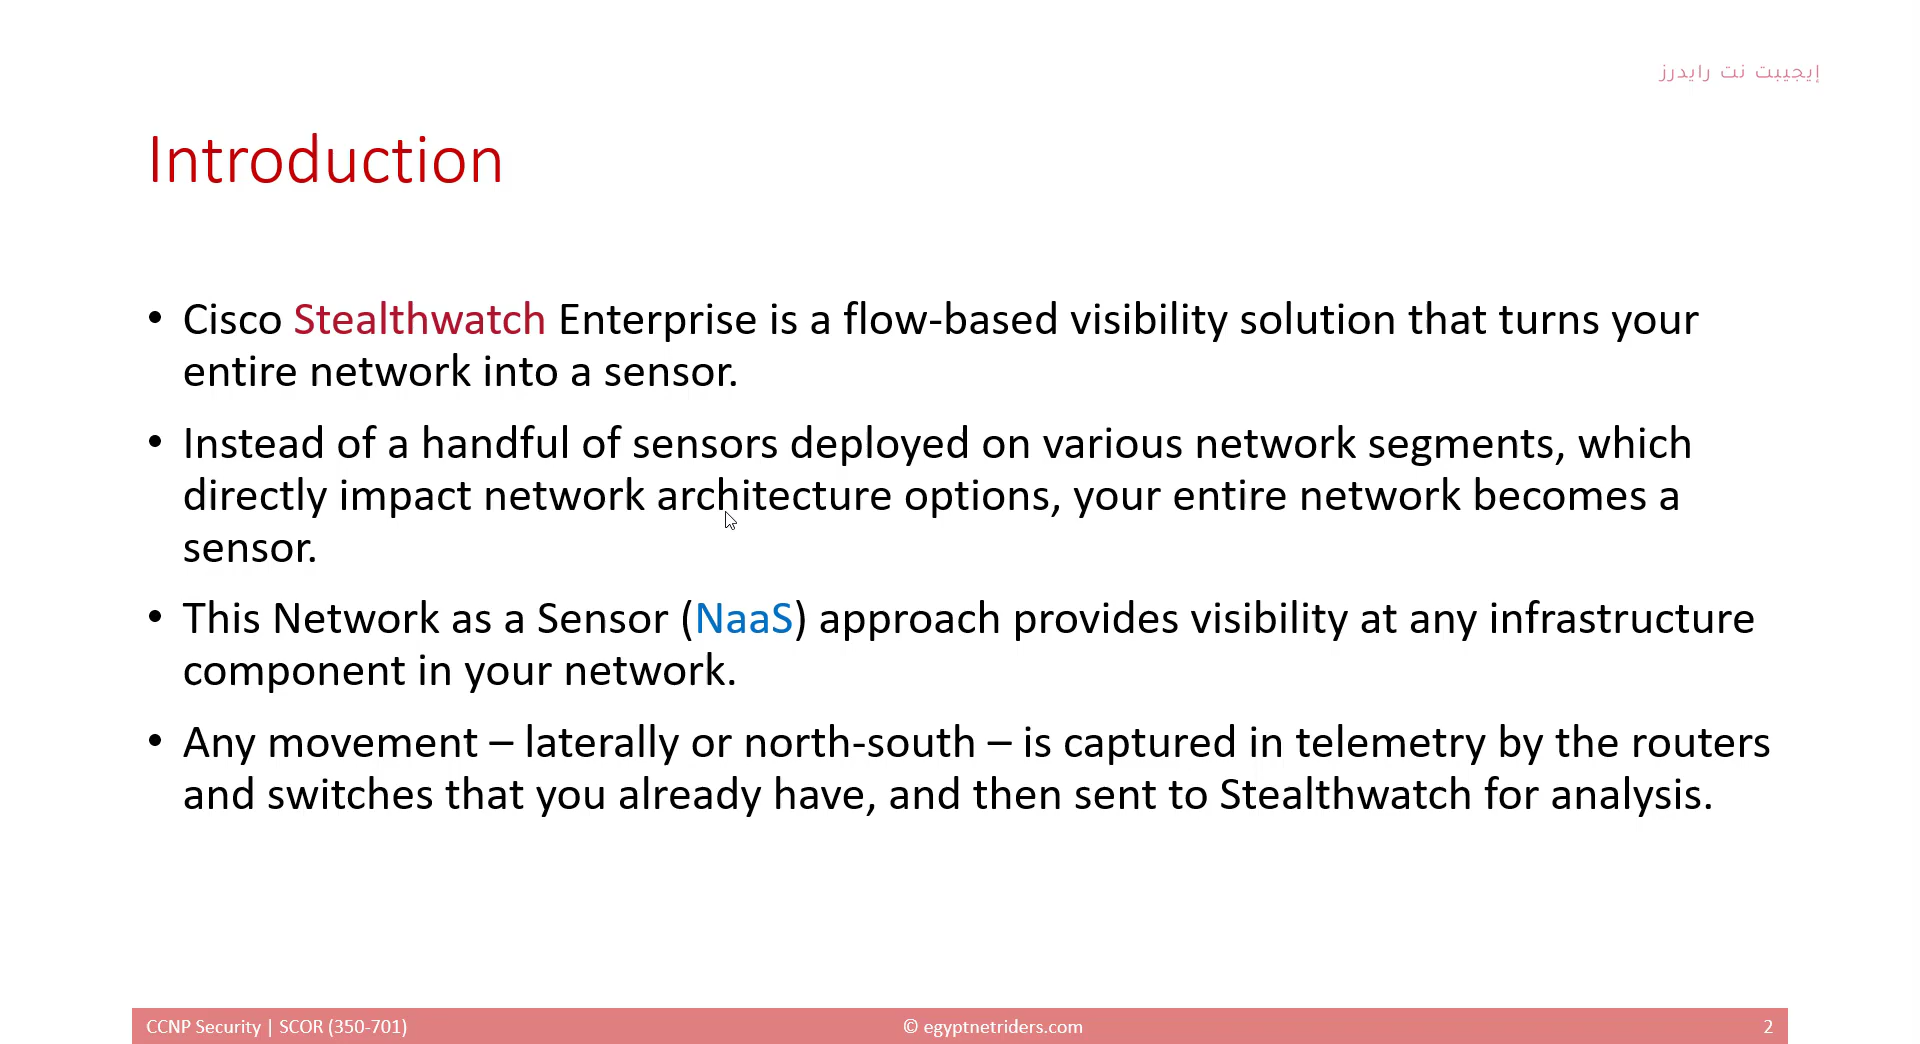 إيجيبت نت رايدرز
Introduction
• Cisco Stealthwatch Enterprise is a flow-based visibility solution that turns your
entire network into a sensor.
• Instead of a handful of sensors deployed on various network segments, which
directly impact network architecture options, your entire network becomes a
sensor.
• This Network as a Sensor (NaaS) approach provides visibility at any infrastructure
component in your network.
• Any movement – laterally or north-south – is captured in telemetry by the routers
and switches that you already have, and then sent to Stealthwatch for analysis.
CCNP Security | SCOR (350-701) © egyptnetriders.com 2